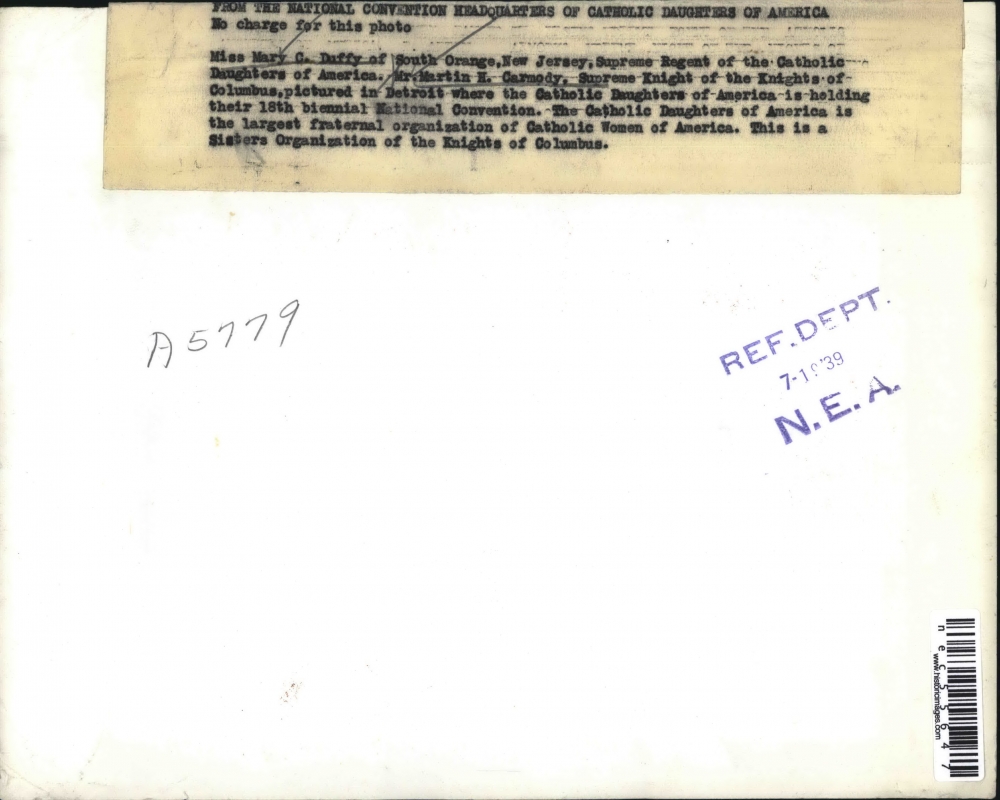 FROM THE NATIONAL CONVENTION HEADQUARTERS OF CATHOLIC DAUGHTERS OF AMERICA
No charge for this photo
Miss Mary C. Duffy of South Orange,New Jersey,Supreme Regent of the Catholic
Daughters of America. Mr.Martin H. Carmody, Supreme Knight of the Knights of
Columbus,pictured in Detroit where the Catholic Daughters of America is holding
their 18th biennial National Convention. The Catholic Daughters of America is
the largest fraternal organization of Catholic Women of America. This is a
Sisters Organization of the Knights of Columbus.
A5779
REF.DEPT.
N.E.A.
nec55647
www.historicimages.com